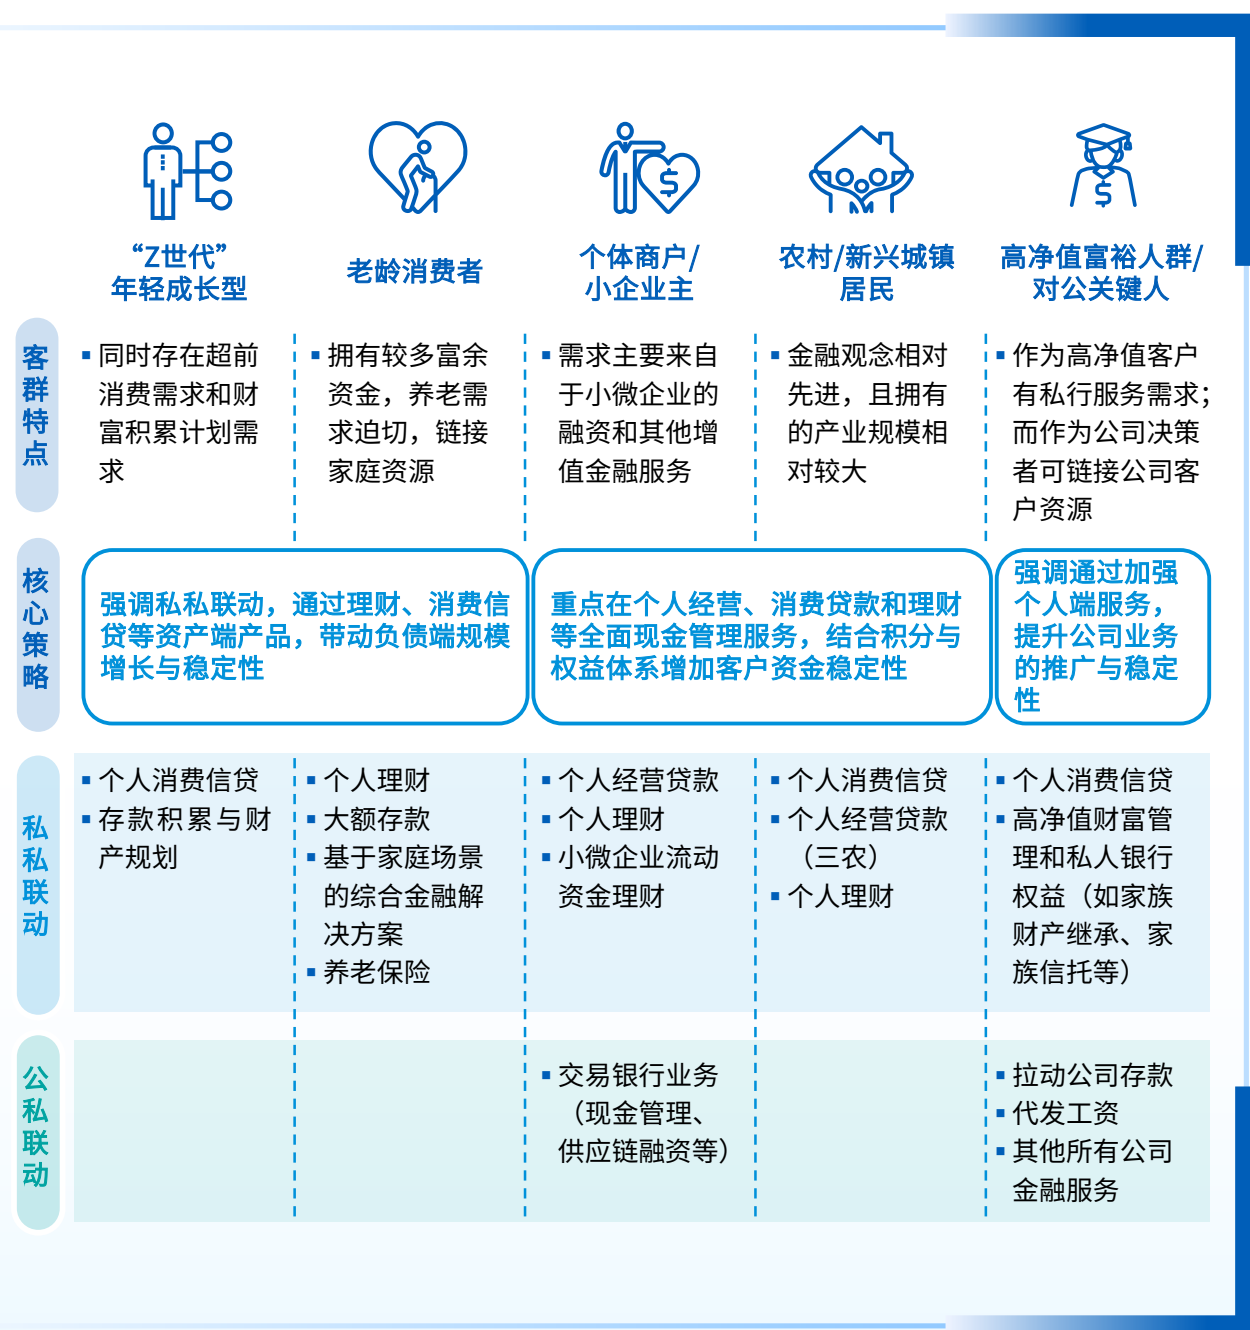 “Z世代”
年轻成长型
老龄消费者
个体商户/
小企业主
农村/新兴城镇
居民
高净值富裕人群/
对公关键人
客群特点
▪ 同时存在超前
消费需求和财
富积累计划需
求
▪ 拥有较多富余
资金，养老需
求迫切，链接
家庭资源
▪ 需求主要来自
于小微企业的
融资和其他增
值金融服务
▪ 金融观念相对
先进，且拥有
的产业规模相
对较大
▪ 作为高净值客户
有私行服务需求；
而作为公司决策
者可链接公司客
户资源
核心策略
强调私私联动，通过理财、消费信
贷等资产端产品，带动负债端规模
增长与稳定性
重点在个人经营、消费贷款和理财
等全面现金管理服务，结合积分与
权益体系增加客户资金稳定性
强调通过加强
个人端服务，
提升公司业务
的推广与稳定
性
私私联动
▪ 个人消费信贷
▪ 存款积累与财
产规划
▪ 个人理财
▪ 大额存款
▪ 基于家庭场景
的综合金融解
决方案
▪ 养老保险
▪ 个人经营贷款
▪ 个人理财
▪ 小微企业流动
资金理财
▪ 个人消费信贷
▪ 个人经营贷款
（三农）
▪ 个人理财
▪ 个人消费信贷
▪ 高净值财富管
理和私人银行
权益（如家族
财产继承、家
族信托等）
公私联动
▪ 交易银行业务
（现金管理、
供应链融资等）
▪ 拉动公司存款
▪ 代发工资
▪ 其他所有公司
金融服务